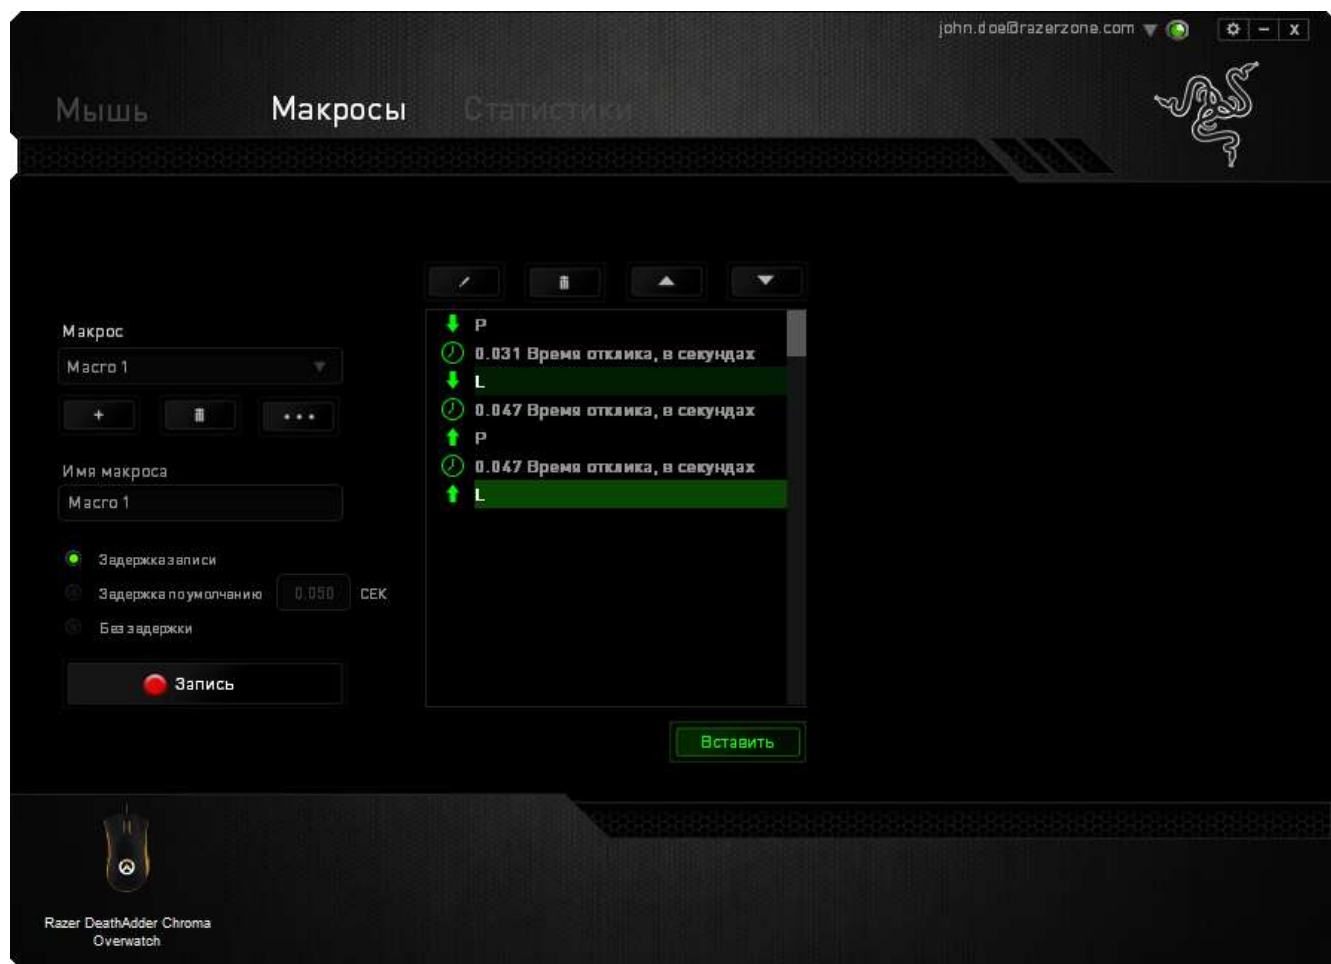 john.doe@razerzone.com
Мышь Макросы Статистики
Макрос
Macro 1
Имя макроса
Macro 1
Задержка записи
Задержка по умолчанию 0.050 СЕК
Без задержки
Запись
P
0.031 Время отклика, в секундах
L
0.047 Время отклика, в секундах
P
0.047 Время отклика, в секундах
L
Вставить
Razer DeathAdder Chroma
Overwatch